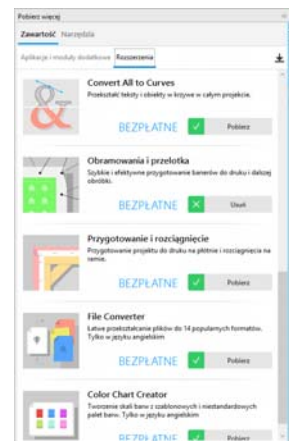 Pobierz więcej
Zawartość Narzędzia
Aplikacje i moduły dodatkowe Rozszerzenia
Convert All to Curves
Przekształć teksty i obiekty w krzywe w całym projekcie.
BEZPŁATNE Pobierz
Obramowania i przelotka
Szybkie i efektywne przygotowanie banerów do druku i dalszej
obróbki.
BEZPŁATNE Usuń
Przygotowanie i rozciągnięcie
Przygotowanie projektu do druku na płótnie i rozciągnięcia na
ramie.
BEZPŁATNE Pobierz
File Converter
Łatwe przekształcanie plików do 14 popularnych formatów.
Tylko w języku angielskim
BEZPŁATNE Pobierz
Color Chart Creator
Tworzenie skali barw z szablonowych i niestandardowych
palet barw. Tylko w języku angielskim
BEZPŁATNE Pobierz